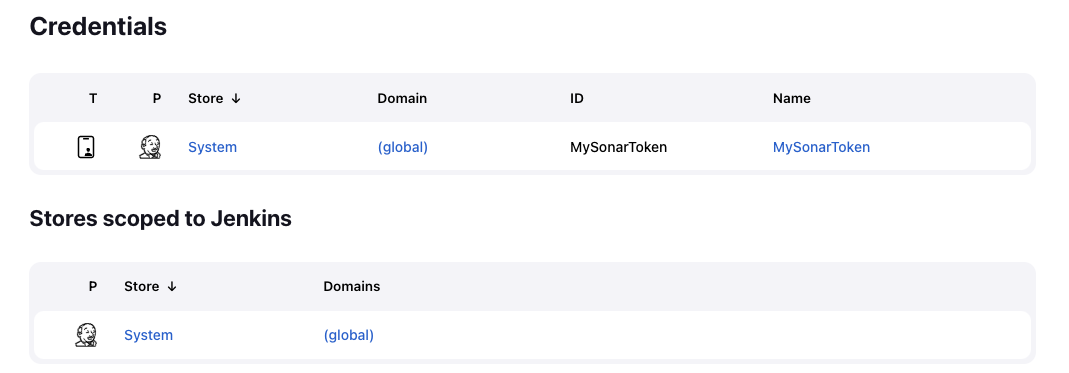 Credentials
T P Store ↓ Domain ID Name
System (global) MySonarToken MySonarToken
Stores scoped to Jenkins
P Store ↓ Domains
System (global)